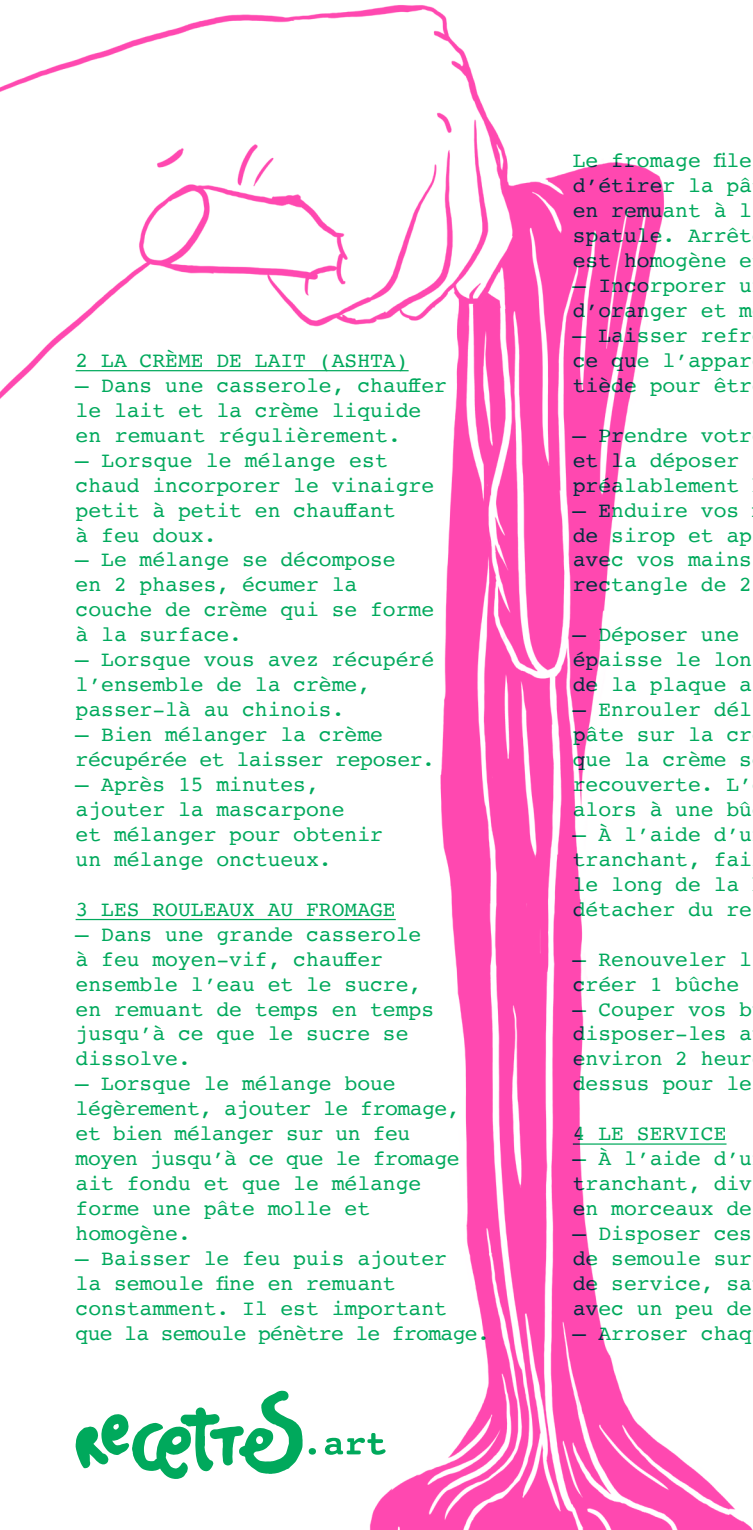 2 LA CRÈME DE LAIT (ASHTA)
— Dans une casserole, chauffer
le lait et la crème liquide
en remuant régulièrement.
— Lorsque le mélange est
chaud incorporer le vinaigre
petit à petit en chauffant
à feu doux.
— Le mélange se décompose
en 2 phases, écumer la
couche de crème qui se forme
à la surface.
— Lorsque vous avez récupéré
l'ensemble de la crème,
passer-là au chinois.
— Bien mélanger la crème
récupérée et laisser reposer.
— Après 15 minutes,
ajouter la mascarpone
et mélanger pour obtenir
un mélange onctueux.
3 LES ROULEAUX AU FROMAGE
— Dans une grande casserole
à feu moyen-vif, chauffer
ensemble l'eau et le sucre,
en remuant de temps en temps
jusqu'à ce que le sucre se
dissolve.
— Lorsque le mélange boue
légèrement, ajouter le fromage,
et bien mélanger sur un feu
moyen jusqu'à ce que le fromage
ait fondu et que le mélange
forme une pâte molle et
homogène.
— Baisser le feu puis ajouter
la semoule fine en remuant
constamment. Il est important
que la semoule pénètre le fromage.
Le fromage file
d'étirer la pâ
en remuant à l
spatule. Arrêt
est homogène e
— Incorporer u
d'oranger et m
— Laisser refr
ce que l'appar
tiède pour êtr
— Prendre votr
et la déposer
préalablement
— Enduire vos
de sirop et ap
avec vos mains
rectangle de 2
— Déposer une
épaisse le lon
de la plaque a
— Enrouler dél
pâte sur la cr
que la crème s
recouverte. L'
alors à une bû
— À l'aide d'u
tranchant, fai
le long de la
détacher du re
— Renouveler l
créer 1 bûche
— Couper vos b
disposer-les a
environ 2 heur
dessus pour le
4 LE SERVICE
— À l'aide d'u
tranchant, div
en morceaux de
— Disposer ces
de semoule sur
de service, sa
avec un peu de
— Arroser chaq
ReCetTeS.art